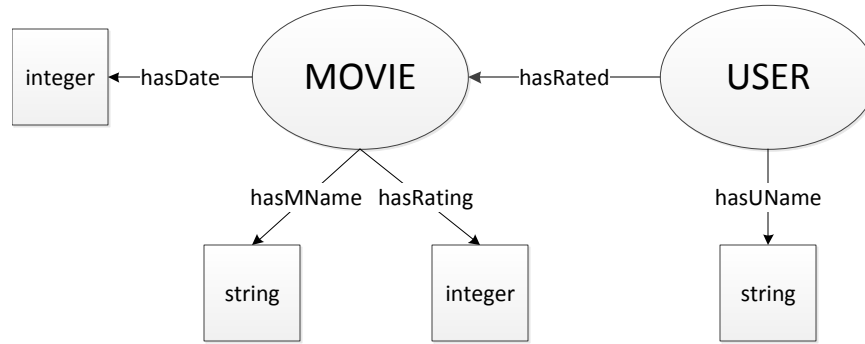 MOVIE
USER
integer
hasDate
hasRated
hasMName
hasRating
hasUName
string
integer
string